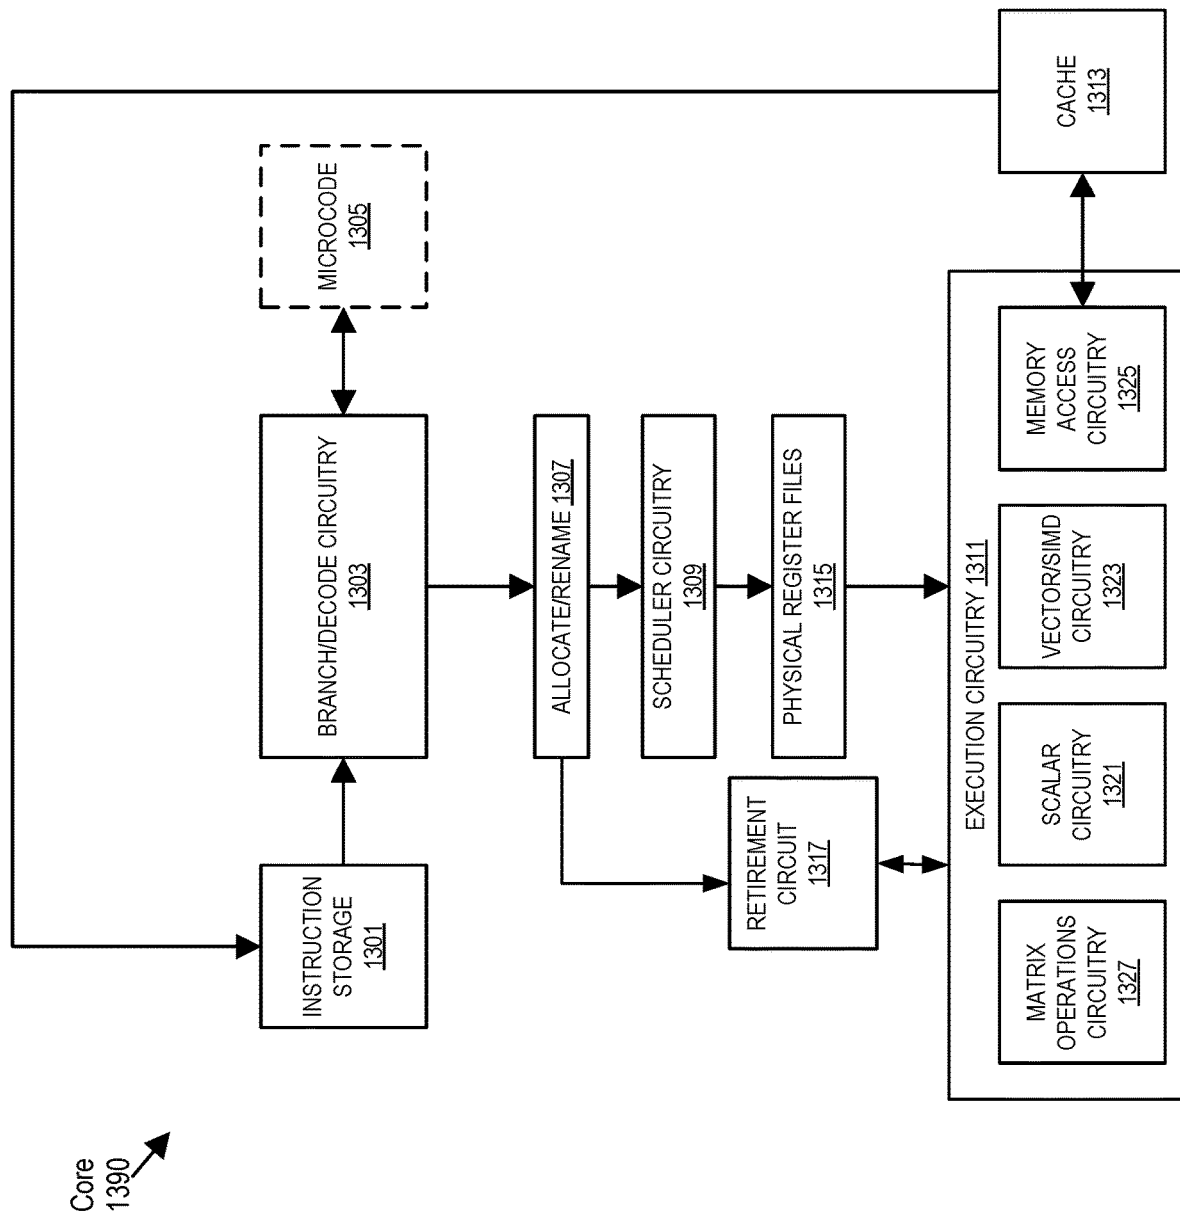 Core
1390
INSTRUCTION
STORAGE
1301
BRANCH/DECODE CIRCUITRY
1303
MICROCODE
1305
ALLOCATE/RENAME 1307
SCHEDULER CIRCUITRY
1309
PHYSICAL REGISTER FILES
1315
RETIREMENT
CIRCUIT
1317
EXECUTION CIRCUITRY 1311
MATRIX
OPERATIONS
CIRCUITRY
1327
SCALAR
CIRCUITRY
1321
VECTOR/SIMD
CIRCUITRY
1323
MEMORY
ACCESS
CIRCUITRY
1325
CACHE
1313